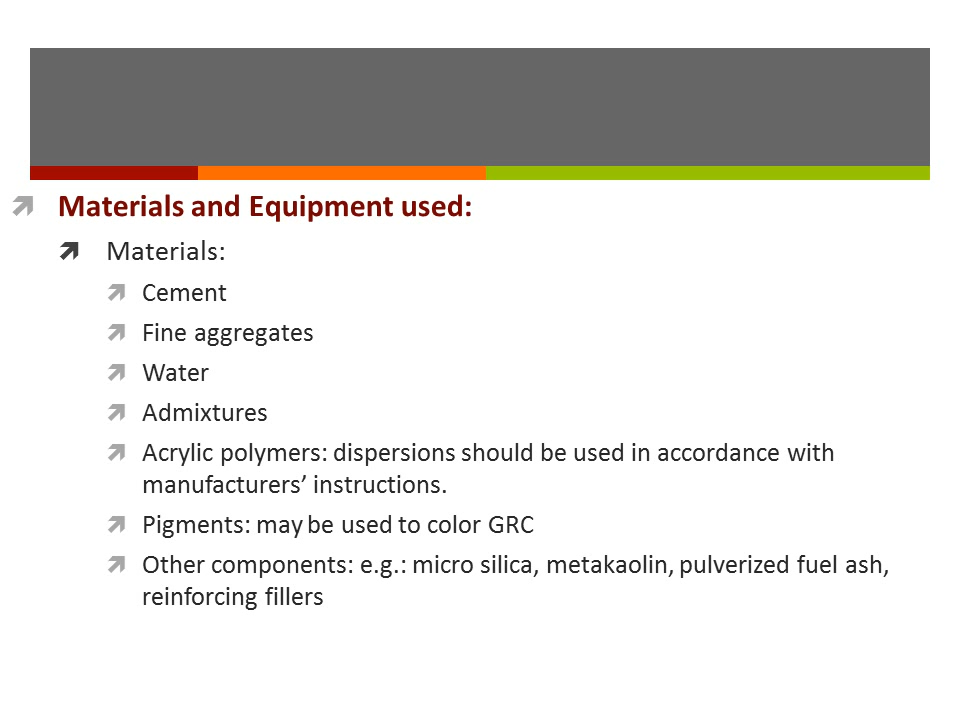 Materials and Equipment used:
Materials:
Cement
Fine aggregates
Water
Admixtures
Acrylic polymers: dispersions should be used in accordance with
manufacturers’ instructions.
Pigments: may be used to color GRC
Other components: e.g.: micro silica, metakaolin, pulverized fuel ash,
reinforcing fillers